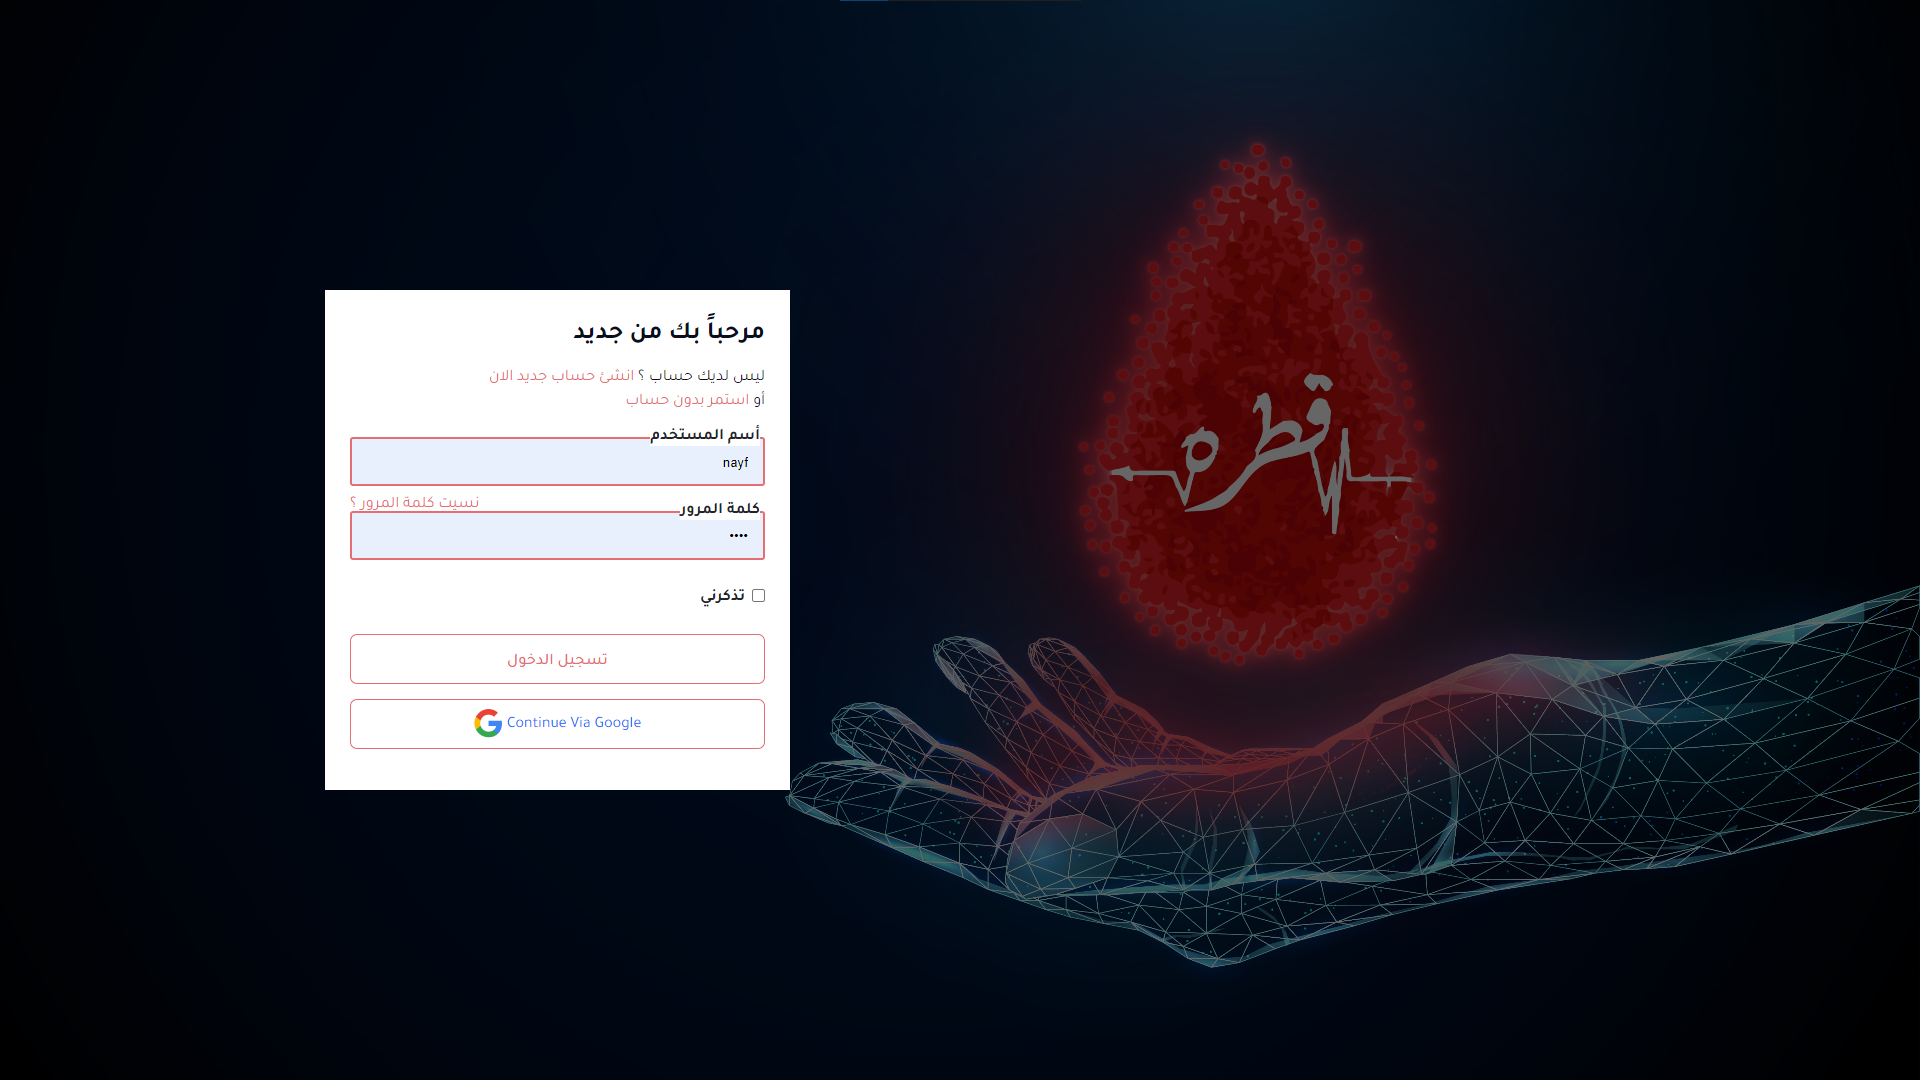 مرحباً بك من جديد
ليس لديك حساب ؟ انشئ حساب جديد الان
أو استمر بدون حساب
أسم المستخدم
nayf
كلمة المرور
نسيت كلمة المرور ؟
••••
تذكرني
تسجيل الدخول
Continue Via Google
قطره